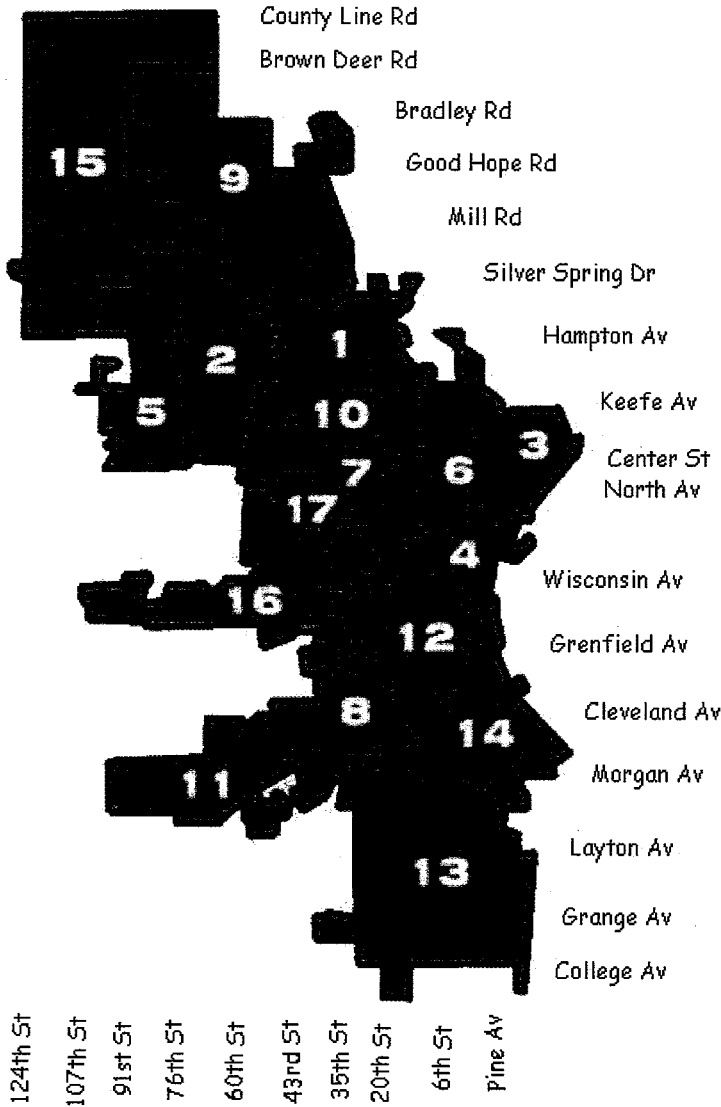 County Line Rd
Brown Deer Rd
Bradley Rd
15
9
Good Hope Rd
Mill Rd
Silver Spring Dr
Hampton Av
2
1
Keefe Av
5
10
3
Center St
7
6
North Av
17
4
Wisconsin Av
16
12
Grenfield Av
8
Cleveland Av
14
Morgan Av
11
Layton Av
13
Grange Av
College Av
124th St
107th St
91st St
76th St
60th St
43rd St
35th St
20th St
6th St
Pine Av